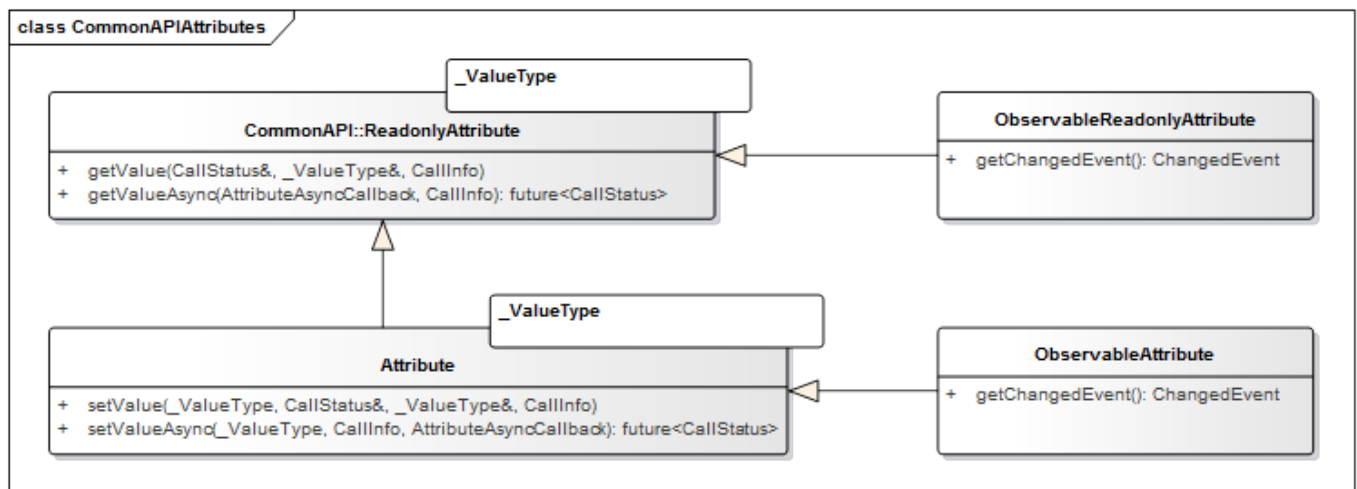 class CommonAPIAttributes
_ValueType
CommonAPI::ReadonlyAttribute
+ getValue(CallStatus&, _ValueType&, CallInfo)
+ getValueAsync(AttributeAsyncCallback, CallInfo): future<CallStatus>
ObservableReadonlyAttribute
+ getChangedEvent(): ChangedEvent
_ValueType
Attribute
+ setValue(_ValueType, CallStatus&, _ValueType&, CallInfo)
+ setValueAsync(_ValueType, CallInfo, AttributeAsyncCallback): future<CallStatus>
ObservableAttribute
+ getChangedEvent(): ChangedEvent